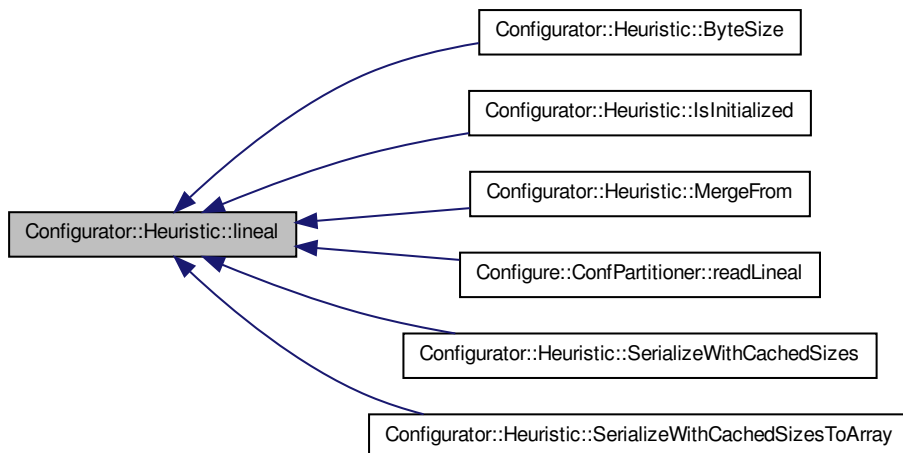 Configurator::Heuristic::ByteSize
Configurator::Heuristic::IsInitialized
Configurator::Heuristic::MergeFrom
Configurator::Heuristic::lineal
Configure::ConfPartitioner::readLineal
Configurator::Heuristic::SerializeWithCachedSizes
Configurator::Heuristic::SerializeWithCachedSizesToArray